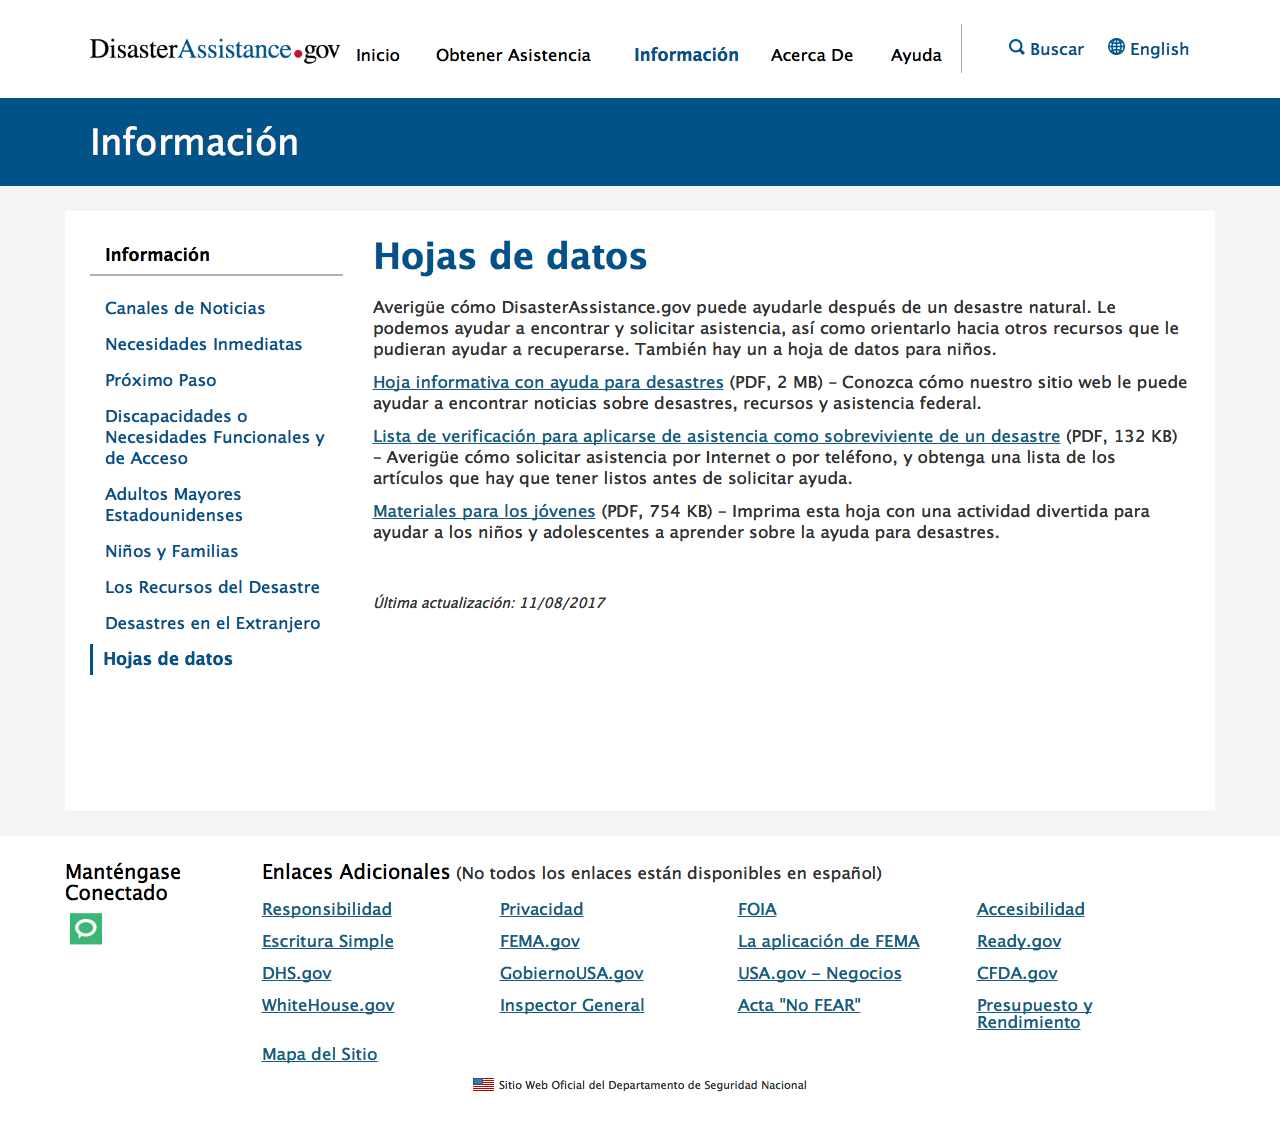 DisasterAssistance.gov
Inicio
Obtener Asistencia
Información
Acerca De
Ayuda
Buscar
English
Información
Información
Canales de Noticias
Necesidades Inmediatas
Próximo Paso
Discapacidades o
Necesidades Funcionales y
de Acceso
Adultos Mayores
Estadounidenses
Niños y Familias
Los Recursos del Desastre
Desastres en el Extranjero
Hojas de datos
Hojas de datos
Averigüe cómo DisasterAssistance.gov puede ayudarle después de un desastre natural. Le
podemos ayudar a encontrar y solicitar asistencia, así como orientarlo hacia otros recursos que le
pudieran ayudar a recuperarse. También hay un a hoja de datos para niños.
Hoja informativa con ayuda para desastres (PDF, 2 MB) – Conozca cómo nuestro sitio web le puede
ayudar a encontrar noticias sobre desastres, recursos y asistencia federal.
Lista de verificación para aplicarse de asistencia como sobreviviente de un desastre (PDF, 132 KB)
– Averigüe cómo solicitar asistencia por Internet o por teléfono, y obtenga una lista de los
artículos que hay que tener listos antes de solicitar ayuda.
Materiales para los jóvenes (PDF, 754 KB) – Imprima esta hoja con una actividad divertida para
ayudar a los niños y adolescentes a aprender sobre la ayuda para desastres.
Última actualización: 11/08/2017
Manténgase
Conectado
Enlaces Adicionales (No todos los enlaces están disponibles en español)
Responsibilidad
Privacidad
FOIA
Accesibilidad
Escritura Simple
FEMA.gov
La aplicación de FEMA
Ready.gov
DHS.gov
GobiernoUSA.gov
USA.gov – Negocios
CFDA.gov
WhiteHouse.gov
Inspector General
Acta "No FEAR"
Presupuesto y
Rendimiento
Mapa del Sitio
Sitio Web Oficial del Departamento de Seguridad Nacional